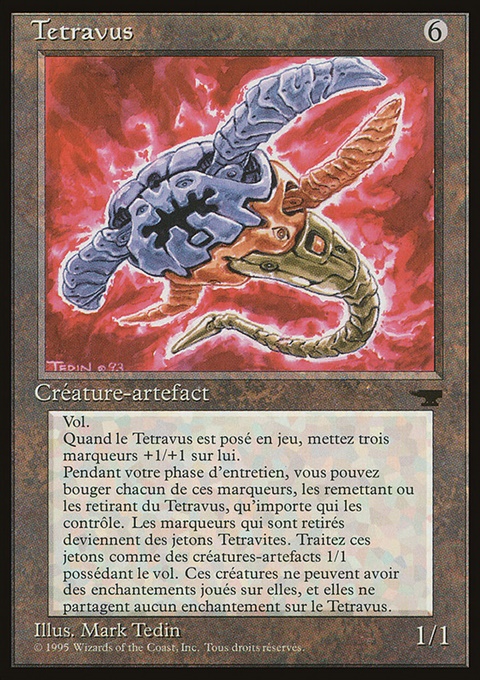 Tetravus 6
TEDIN ©93
Créature-artefact
Vol.
Quand le Tetravus est posé en jeu, mettez trois
marqueurs +1/+1 sur lui.
Pendant votre phase d'entretien, vous pouvez
bouger chacun de ces marqueurs, les remettant ou
les retirant du Tetravus, qu'importe qui les
contrôle. Les marqueurs qui sont retirés
deviennent des jetons Tetravites. Traitez ces
jetons comme des créatures-artefacts 1/1
possédant le vol. Ces créatures ne peuvent avoir
des enchantements joués sur elles, et elles ne
partagent aucun enchantement sur le Tetravus.
Illus. Mark Tedin 1/1
© 1995 Wizards of the Coast, Inc. Tous droits réservés.